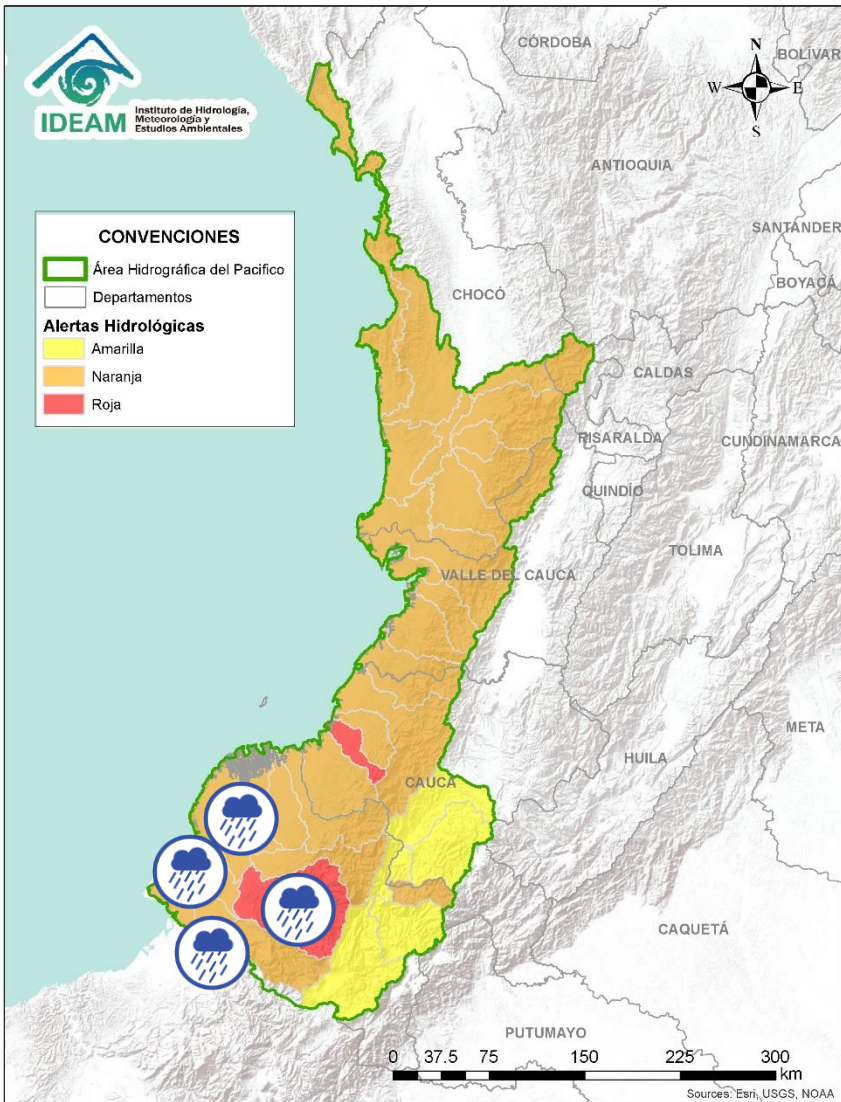 IDEAM
Instituto de Hidrología,
Meteorología y
Estudios Ambientales
CÓRDOBA
BOLÍVAR
N
W
E
S
ANTIOQUIA
CONVENCIONES
Área Hidrográfica del Pacifico
Departamentos
Alertas Hidrológicas
Amarilla
Naranja
Roja
SANTANDER
BOYACÁ
CHOCÓ
CALDAS
RISARALDA
CUNDINAMARCA
QUINDÍO
TOLIMA
VALLE DEL CAUCA
META
HUILA
CAUCA
CAQUETÁ
PUTUMAYO
0 37.5 75 150 225 300
km
Sources: Esri, USGS, NOAA